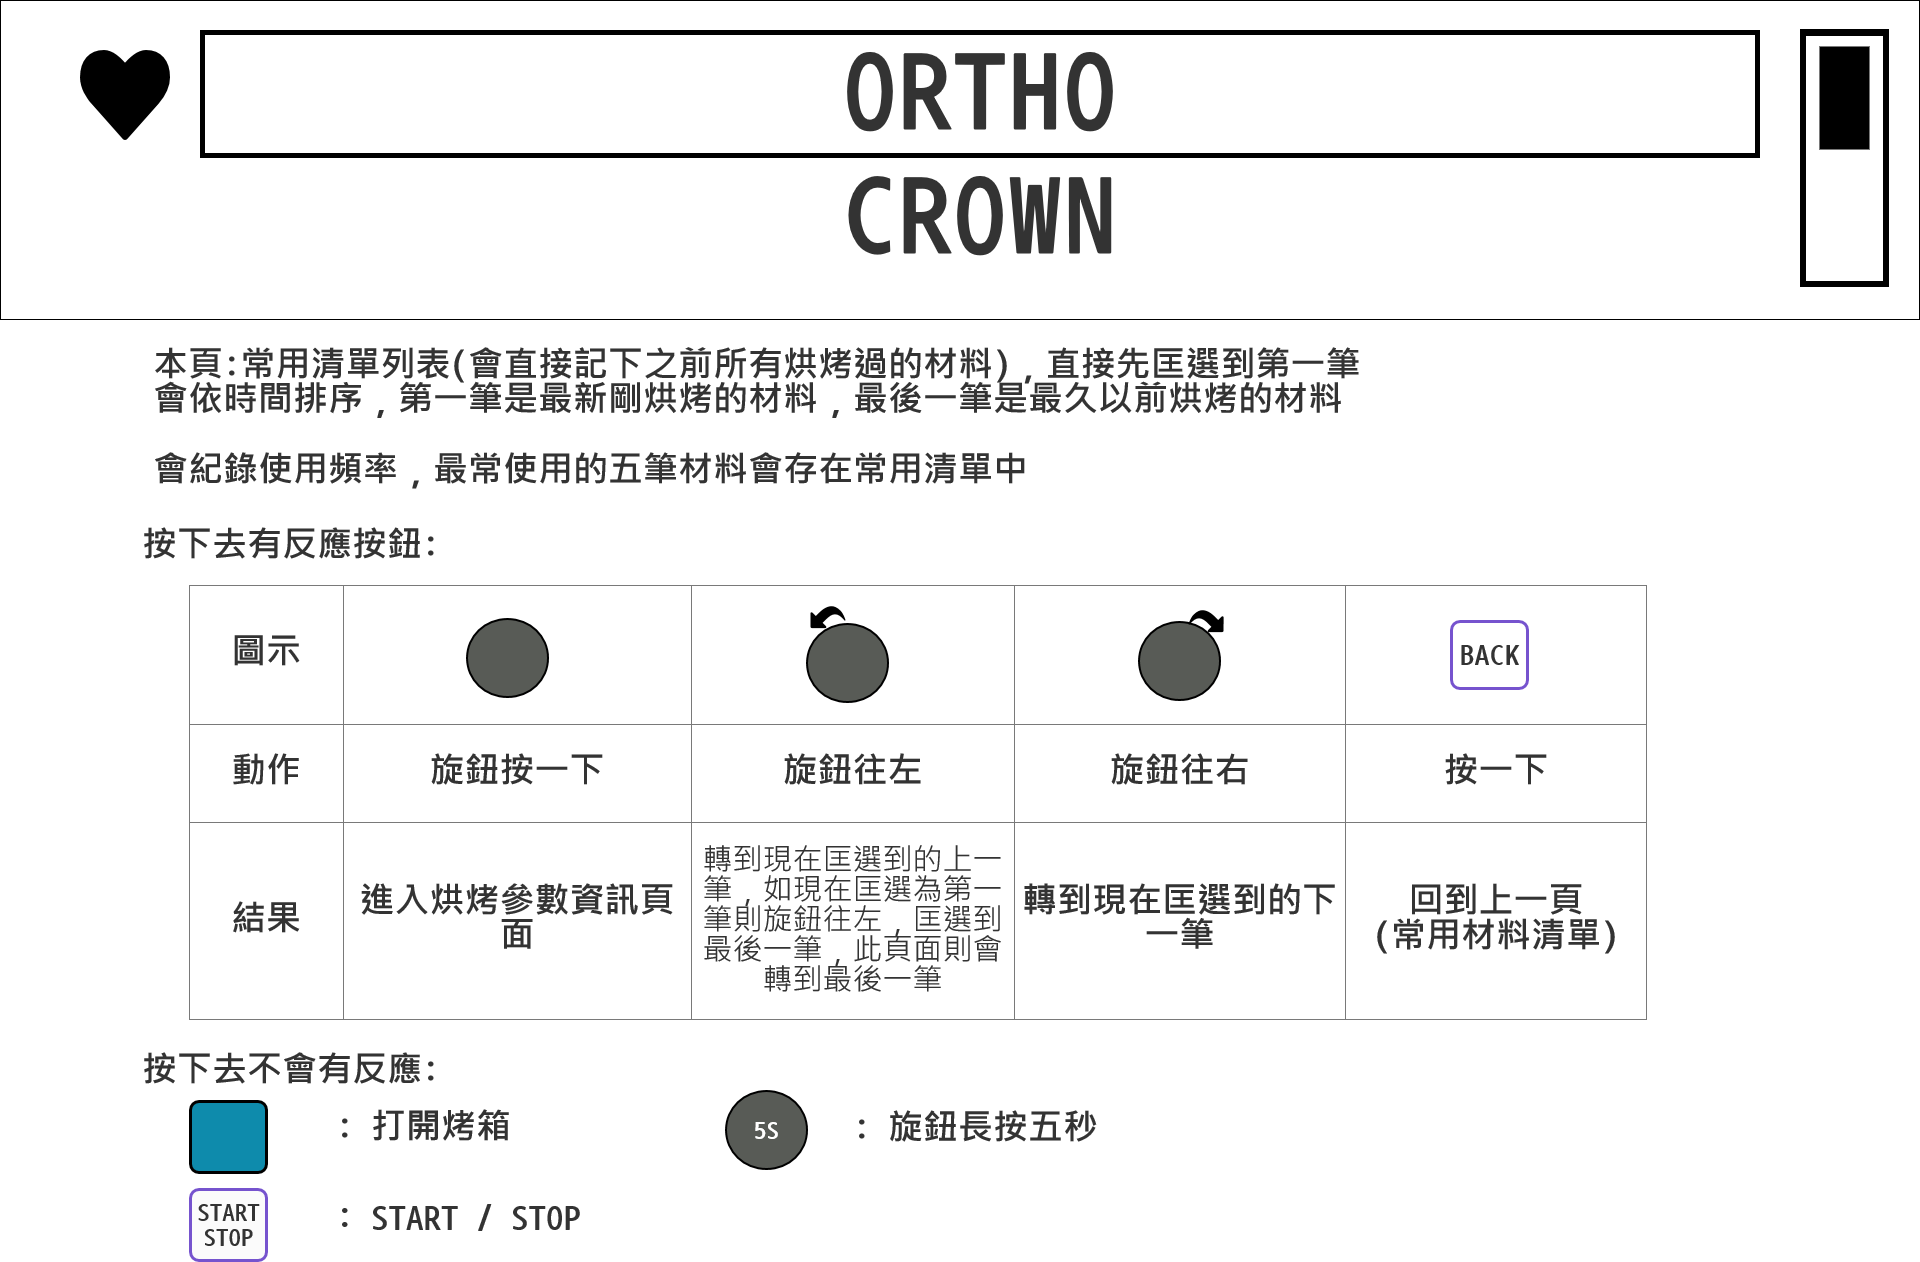 ORTHO
CROWN
本頁:常用清單列表(會直接記下之前所有烘烤過的材料) , 直接先匡選到第一筆
會依時間排序 , 第一筆是最新剛烘烤的材料 , 最後一筆是最久以前烘烤的材料
會紀錄使用頻率 , 最常使用的五筆材料會存在常用清單中
按下去有反應按鈕:
圖示
BACK
動作
旋鈕按一下
旋鈕往左
旋鈕往右
按一下
結果
進入烘烤參數資訊頁
面
轉到現在匡選到的上一
筆 , 如現在匡選為第一
筆則旋鈕往左 , 匡選到
最後一筆 , 此頁面則會
轉到最後一筆
轉到現在匡選到的下
一筆
回到上一頁
(常用材料清單)
按下去不會有反應:
: 打開烤箱
5S
: 旋鈕長按五秒
START
STOP
: START / STOP